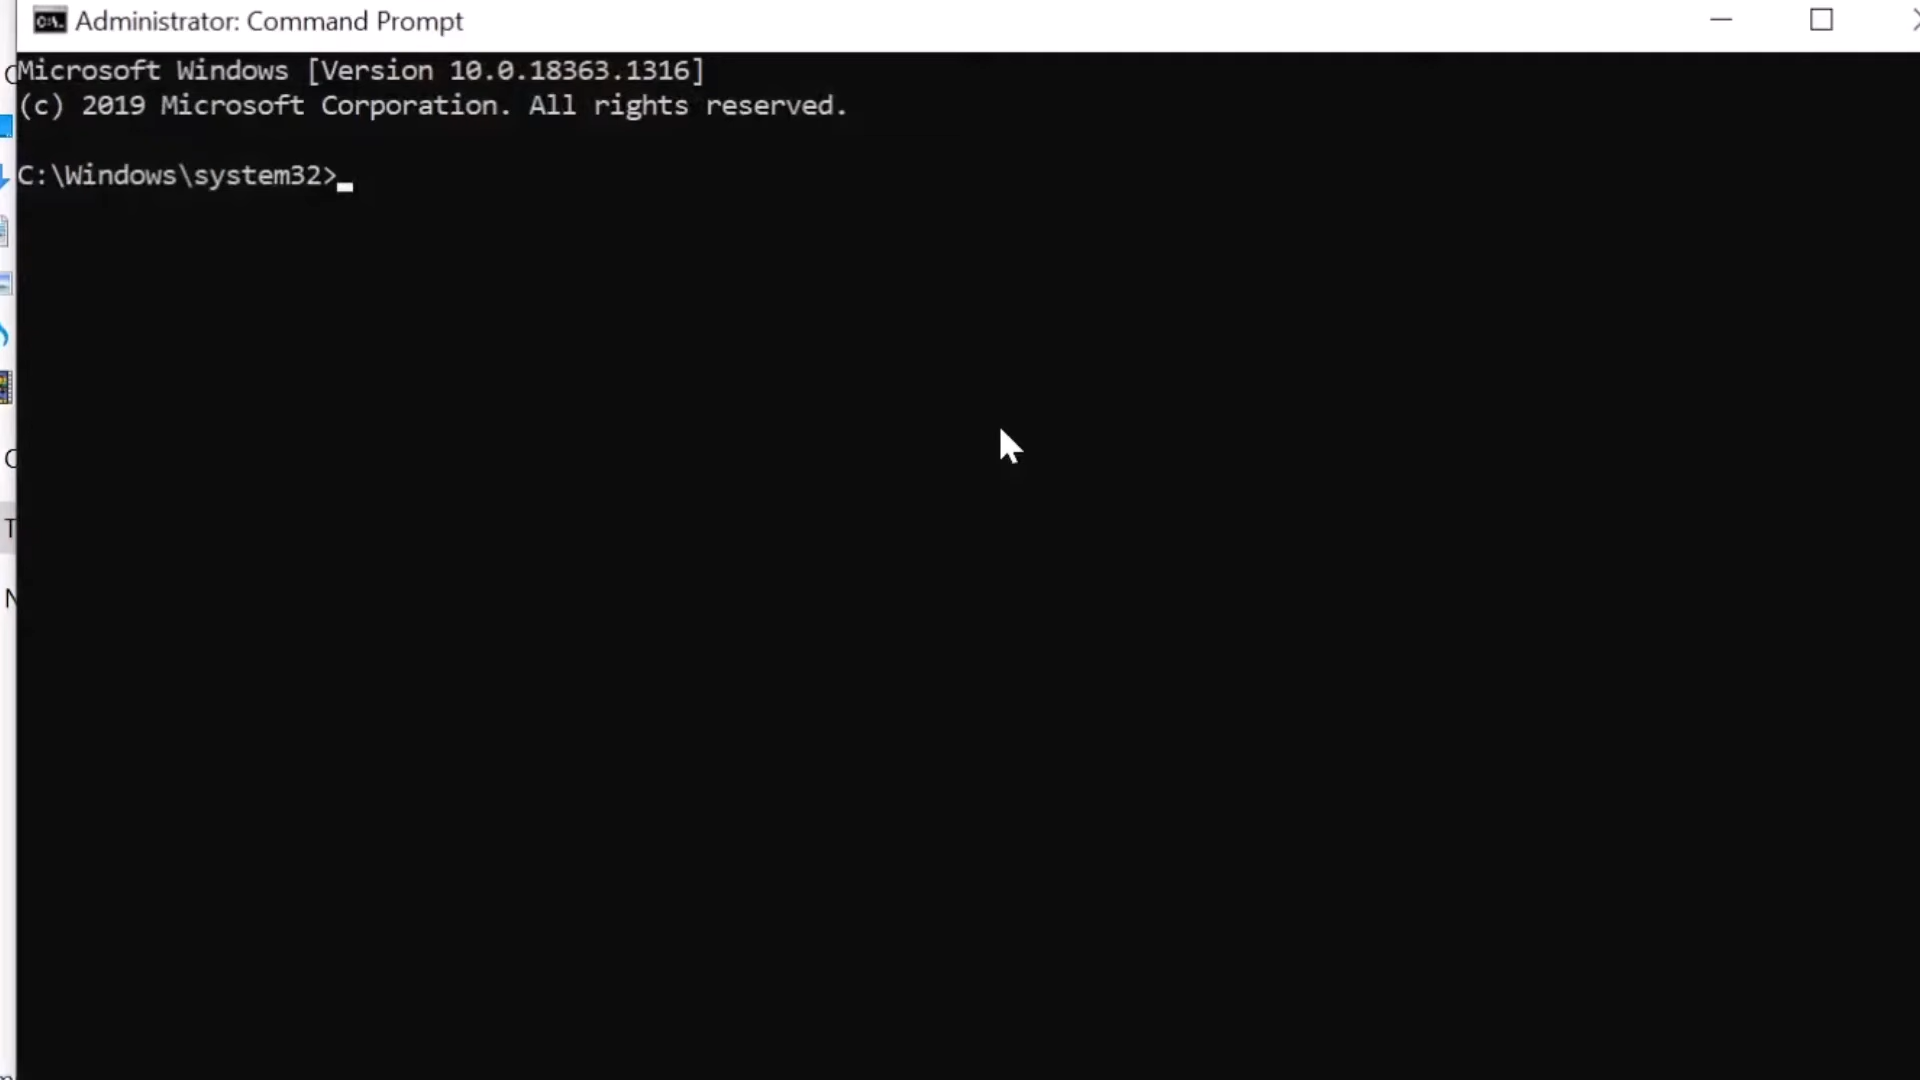 Administrator: Command Prompt
Microsoft Windows [Version 10.0.18363.1316]
(c) 2019 Microsoft Corporation. All rights reserved.
C:\Windows\system32>